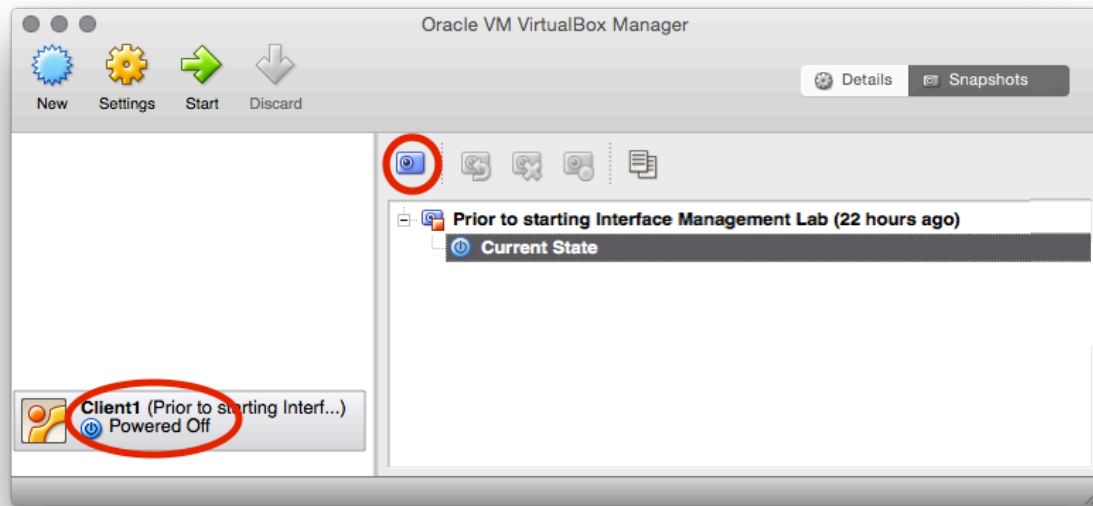 Oracle VM VirtualBox Manager
New Settings Start Discard
Details Snapshots
Prior to starting Interface Management Lab (22 hours ago)
Current State
Client1 (Prior to starting Interf...)
Powered Off